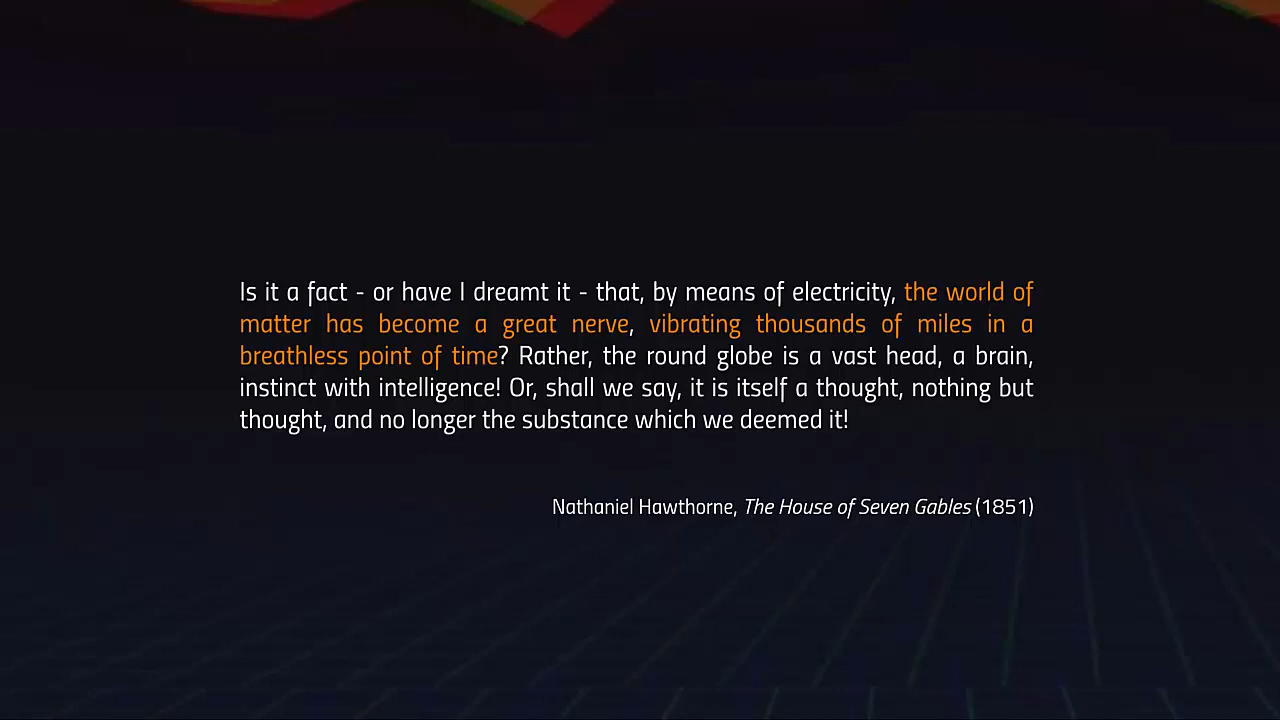 Is it a fact - or have I dreamt it - that, by means of electricity, the world of
matter has become a great nerve, vibrating thousands of miles in a
breathless point of time? Rather, the round globe is a vast head, a brain,
instinct with intelligence! Or, shall we say, it is itself a thought, nothing but
thought, and no longer the substance which we deemed it!
Nathaniel Hawthorne, The House of Seven Gables (1851)